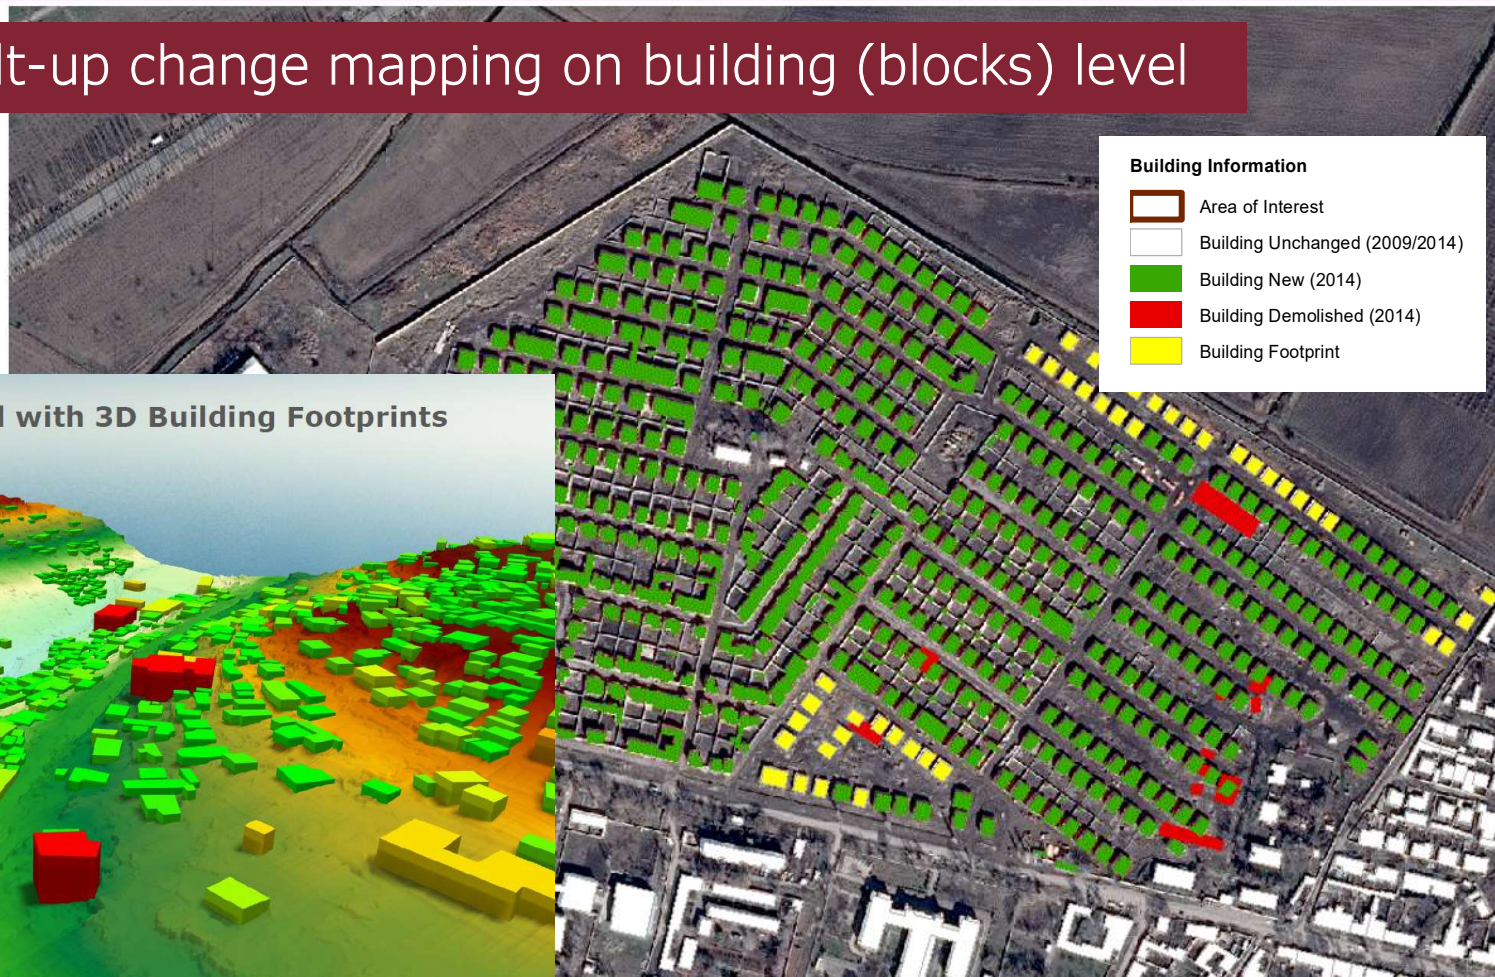 lt-up change mapping on building (blocks) level
Building Information
Area of Interest
Building Unchanged (2009/2014)
Building New (2014)
Building Demolished (2014)
Building Footprint
with 3D Building Footprints